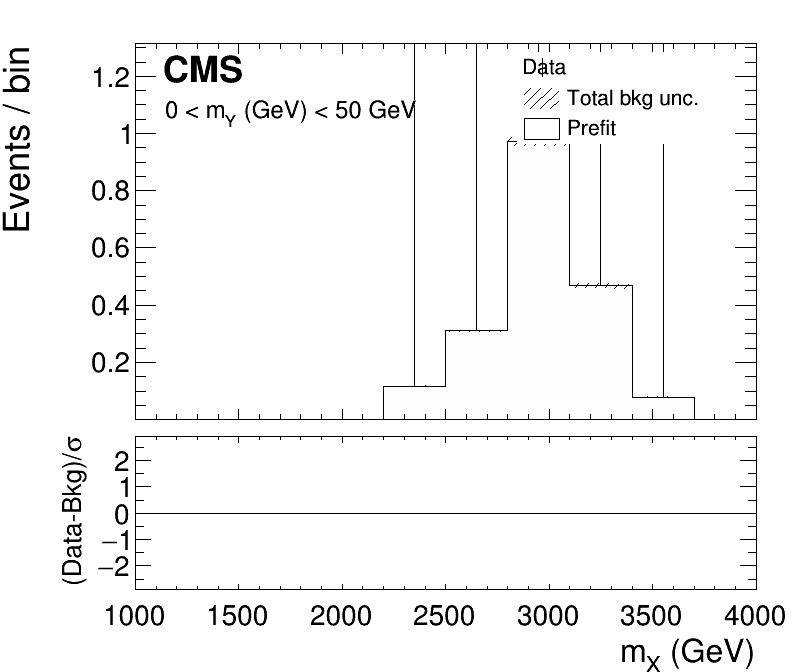 CMS
0 < mY (GeV) < 50 GeV
Data
Total bkg unc.
Prefit
Events / bin
1.2
1
0.8
0.6
0.4
0.2
(Data-Bkg)/σ
2
1
0
−1
−2
1000 1500 2000 2500 3000 3500 4000
mX (GeV)